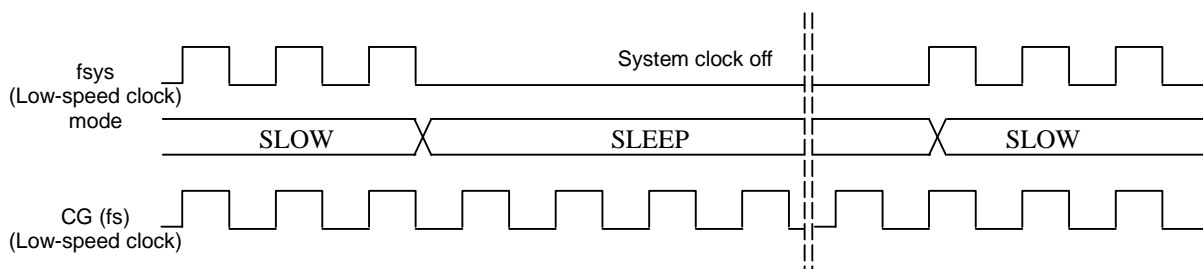 fsys
(Low-speed clock)
System clock off
mode
SLOW
SLEEP
SLOW
CG (fs)
(Low-speed clock)